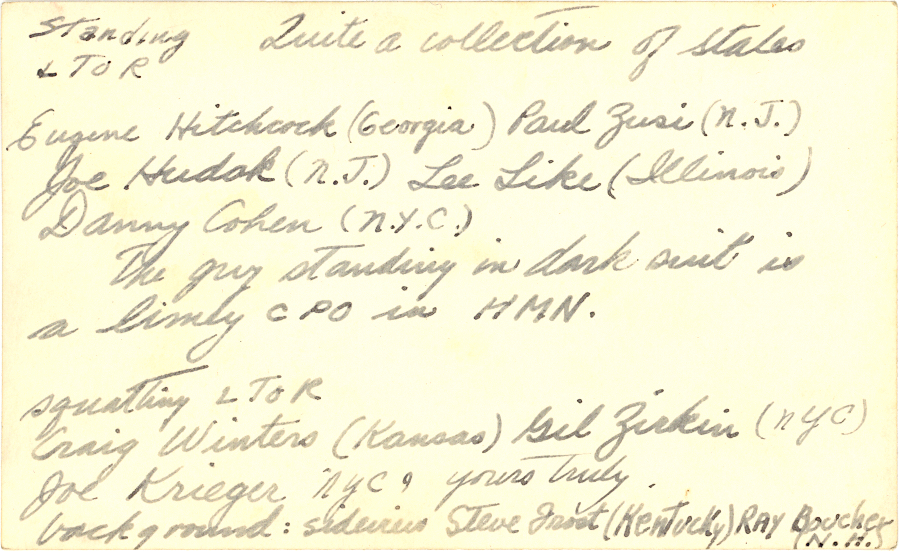 Standing Quite a collection of states
L TO R
Eugene Hitchcock (Georgia) Paul Zusi (N.J.)
Joe Hudak (N.J.) Lee Like (Illinois)
Danny Cohen (N.Y.C.)
The guy standing in dark suit is
a limey CPO in HMN.
squatting L TO R
Craig Winters (Kansas) Gil Zirkin (NYC)
Joe Krieger NYC & yours truly.
background: Steve Frost (Kentucky) RAY Boucher
(N.H.)